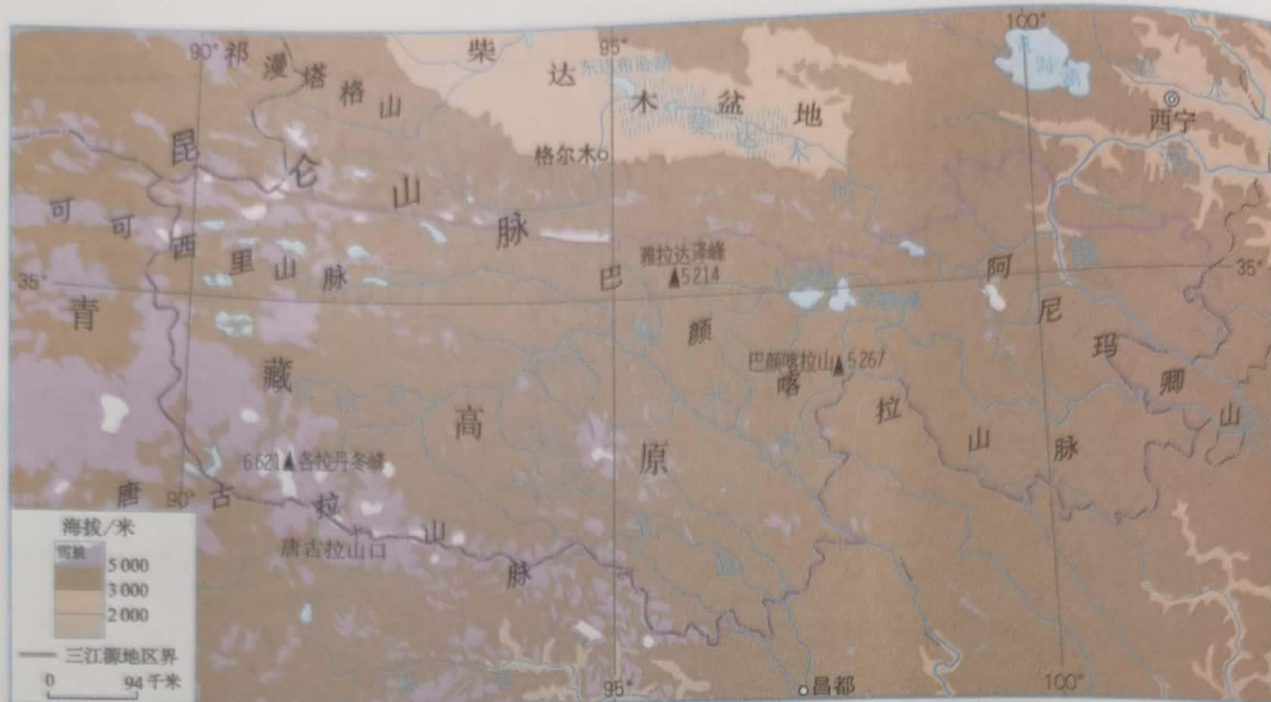 90°
95°
100°
祁漫塔格山
柴达木盆地
柴达木河
青海湖
西宁
格尔木
昆仑山脉
可可西里山脉
雅拉达泽峰
5214
35°
35°
巴颜喀拉山脉
阿尼玛卿山
青藏高原
巴颜喀拉山
5267
6621
各拉丹冬峰
唐古拉山脉
90°
唐古拉山口
海拔/米
雪被
5 000
3 000
2 000
三江源地区界
0
94千米
95°
昌都
100°